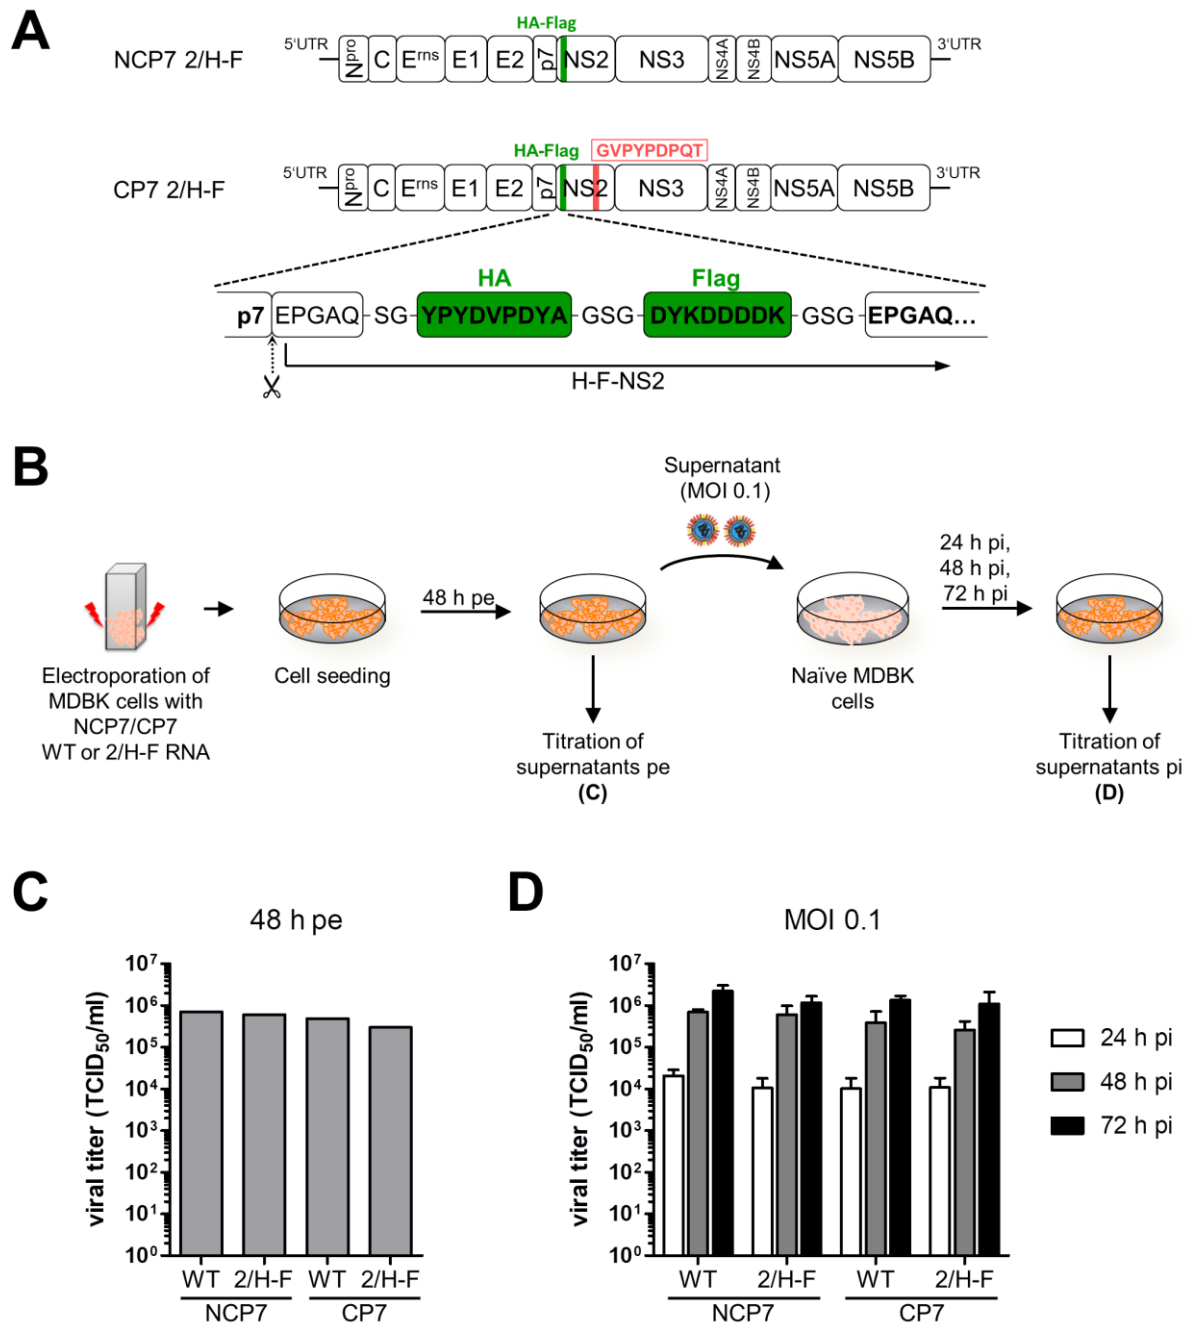 A
HA-Flag
NCP7 2/H-F
5'UTR
Npro
C
Erns
E1
E2
p7
NS2
NS3
NS4A
NS4B
NS5A
NS5B
3'UTR
HA-Flag
GVPYPDPQT
CP7 2/H-F
5'UTR
Npro
C
Erns
E1
E2
p7
NS2
NS3
NS4A
NS4B
NS5A
NS5B
3'UTR
HA
Flag
p7 EPGAQ - SG - YPYDVPDYA - GSG - DYKDDDDK - GSG - EPGAQ...
H-F-NS2
B
Supernatant
(MOI 0.1)
24 h pi,
48 h pi,
72 h pi
48 h pe
Electroporation of
MDBK cells with
NCP7/CP7
WT or 2/H-F RNA
Cell seeding
Titration of
supernatants pe
(C)
Naïve MDBK
cells
Titration of
supernatants pi
(D)
C
48 h pe
viral titer (TCID50/ml)
10^7
10^6
10^5
10^4
10^3
10^2
10^1
10^0
WT 2/H-F WT 2/H-F
NCP7 CP7
D
MOI 0.1
viral titer (TCID50/ml)
10^7
10^6
10^5
10^4
10^3
10^2
10^1
10^0
WT 2/H-F WT 2/H-F
NCP7 CP7
24 h pi
48 h pi
72 h pi